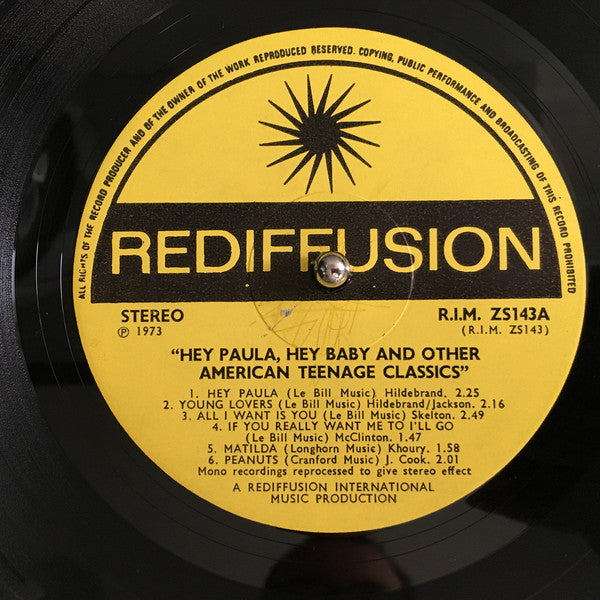 ALL RIGHTS OF THE RECORD PRODUCER AND OF THE OWNER OF THE WORK REPRODUCED RESERVED. COPYING, PUBLIC PERFORMANCE AND BROADCASTING OF THIS RECORD PROHIBITED
REDIFFUSION
STEREO R.I.M. ZS143A
Ⓟ 1973 (R.I.M. ZS143)
“HEY PAULA, HEY BABY AND OTHER
AMERICAN TEENAGE CLASSICS”
1. HEY PAULA (Le Bill Music) Hildebrand. 2.25
2. YOUNG LOVERS (Le Bill Music) Hildebrand/Jackson. 2.16
3. ALL I WANT IS YOU (Le Bill Music) Skelton. 2.49
4. IF YOU REALLY WANT ME TO I'LL GO
(Le Bill Music) McClinton. 1.47
5. MATILDA (Longhorn Music) Khoury. 1.58
6. PEANUTS (Cranford Music) J. Cook. 2.01
Mono recordings reprocessed to give stereo effect
A REDIFFUSION INTERNATIONAL
MUSIC PRODUCTION